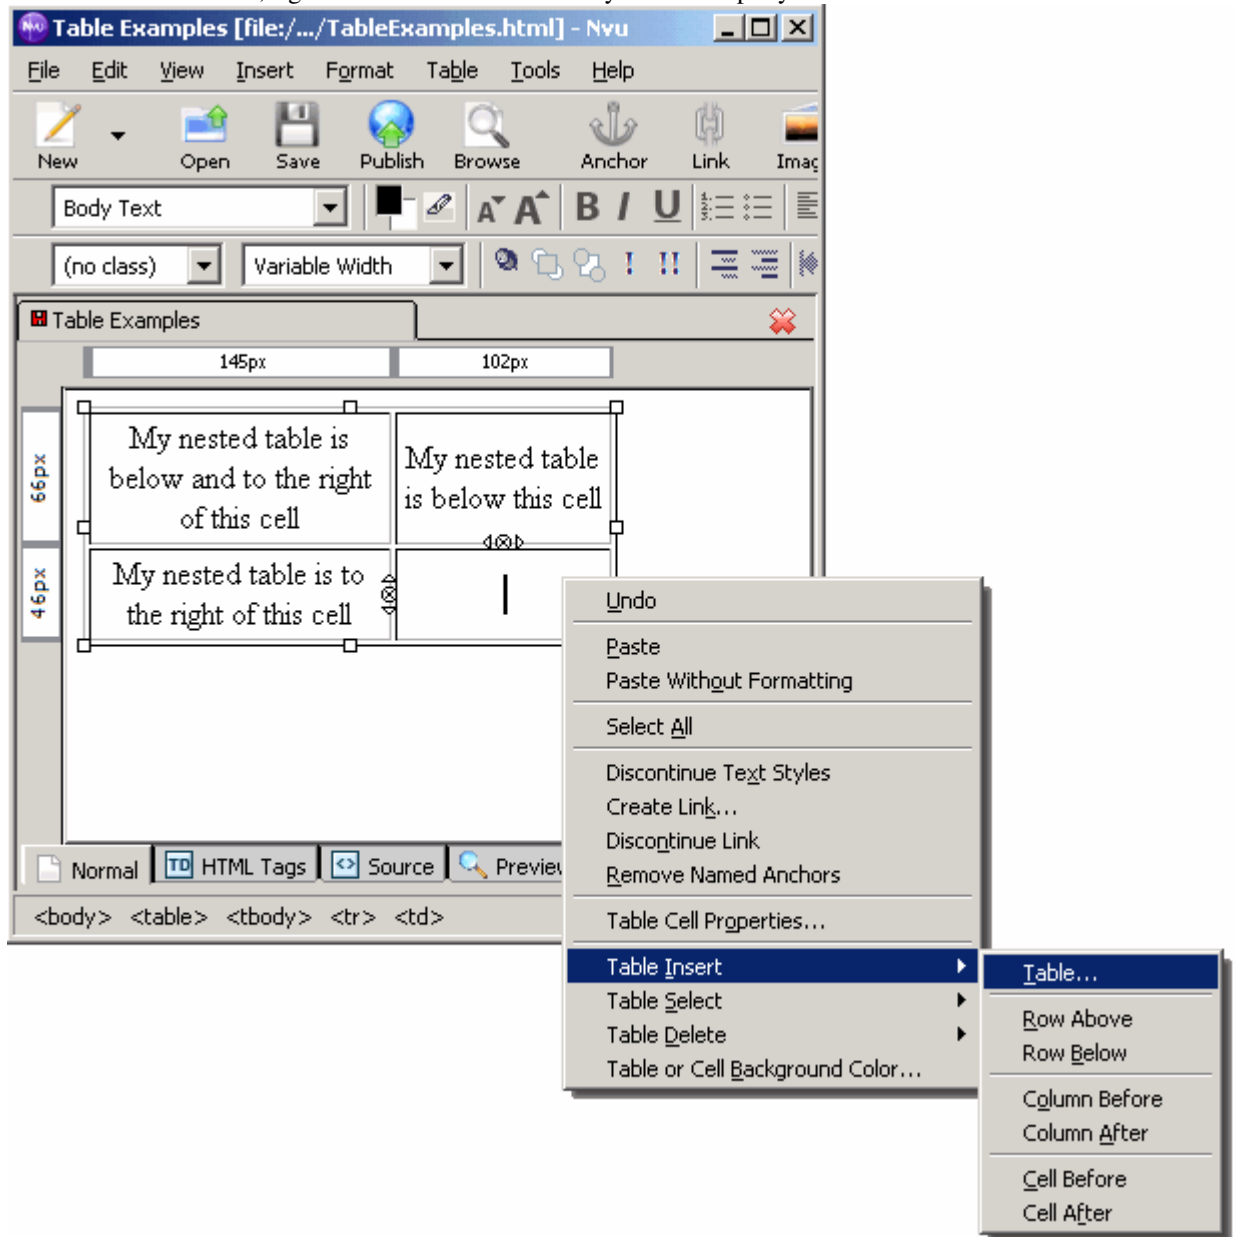 Table Examples [file:/.../TableExamples.html] - Nvu
File Edit View Insert Format Table Tools Help
New Open Save Publish Browse Anchor Link Imag
Body Text
(no class) Variable Width
Table Examples
145px 102px
66px
My nested table is
below and to the right
of this cell
My nested table
is below this cell
46px
My nested table is to
the right of this cell
Undo
Paste
Paste Without Formatting
Select All
Discontinue Text Styles
Create Link...
Discontinue Link
Remove Named Anchors
Table Cell Properties...
Table Insert
Table Select
Table Delete
Table or Cell Background Color...
Table...
Row Above
Row Below
Column Before
Column After
Cell Before
Cell After
Normal TD HTML Tags Source Preview
<body> <table> <tbody> <tr> <td>